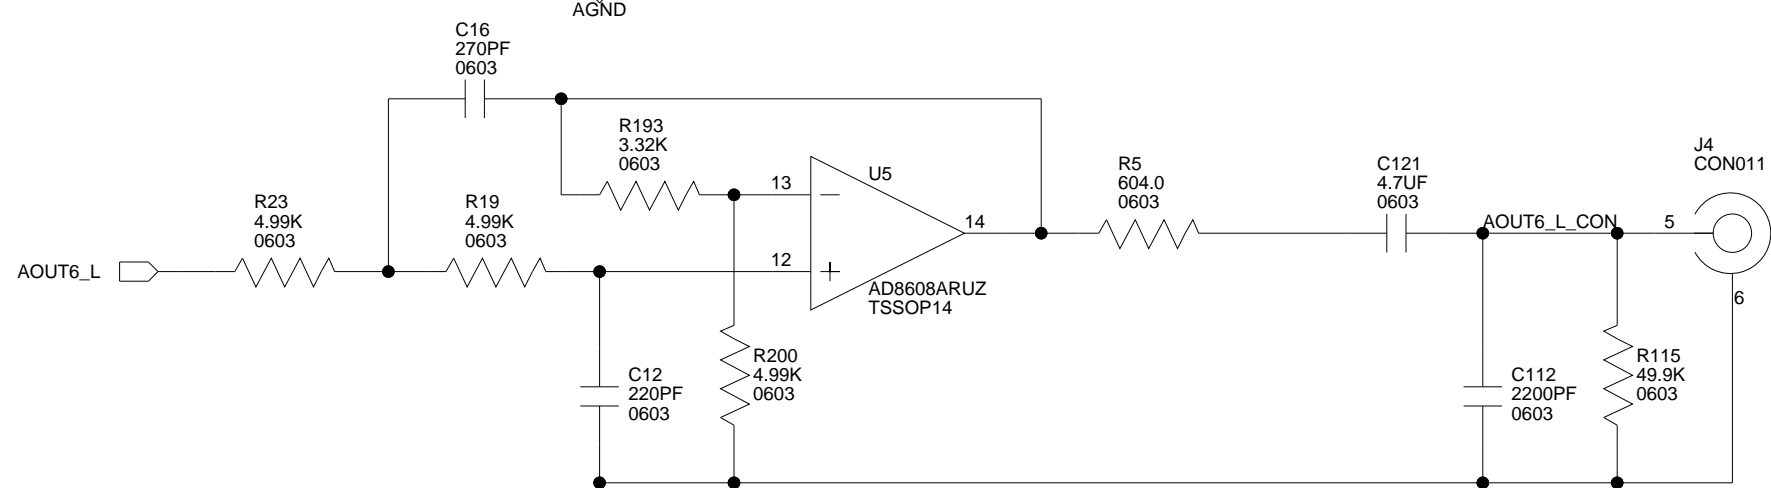 AGND
C16
270PF
0603
R193
3.32K
0603
U5
13
14
12
AD8608ARUZ
TSSOP14
R23
4.99K
0603
R19
4.99K
0603
AOUT6_L
R5
604.0
0603
C121
4.7UF
0603
J4
CON011
AOUT6_L_CON
5
6
C12
220PF
0603
R200
4.99K
0603
C112
2200PF
0603
R115
49.9K
0603